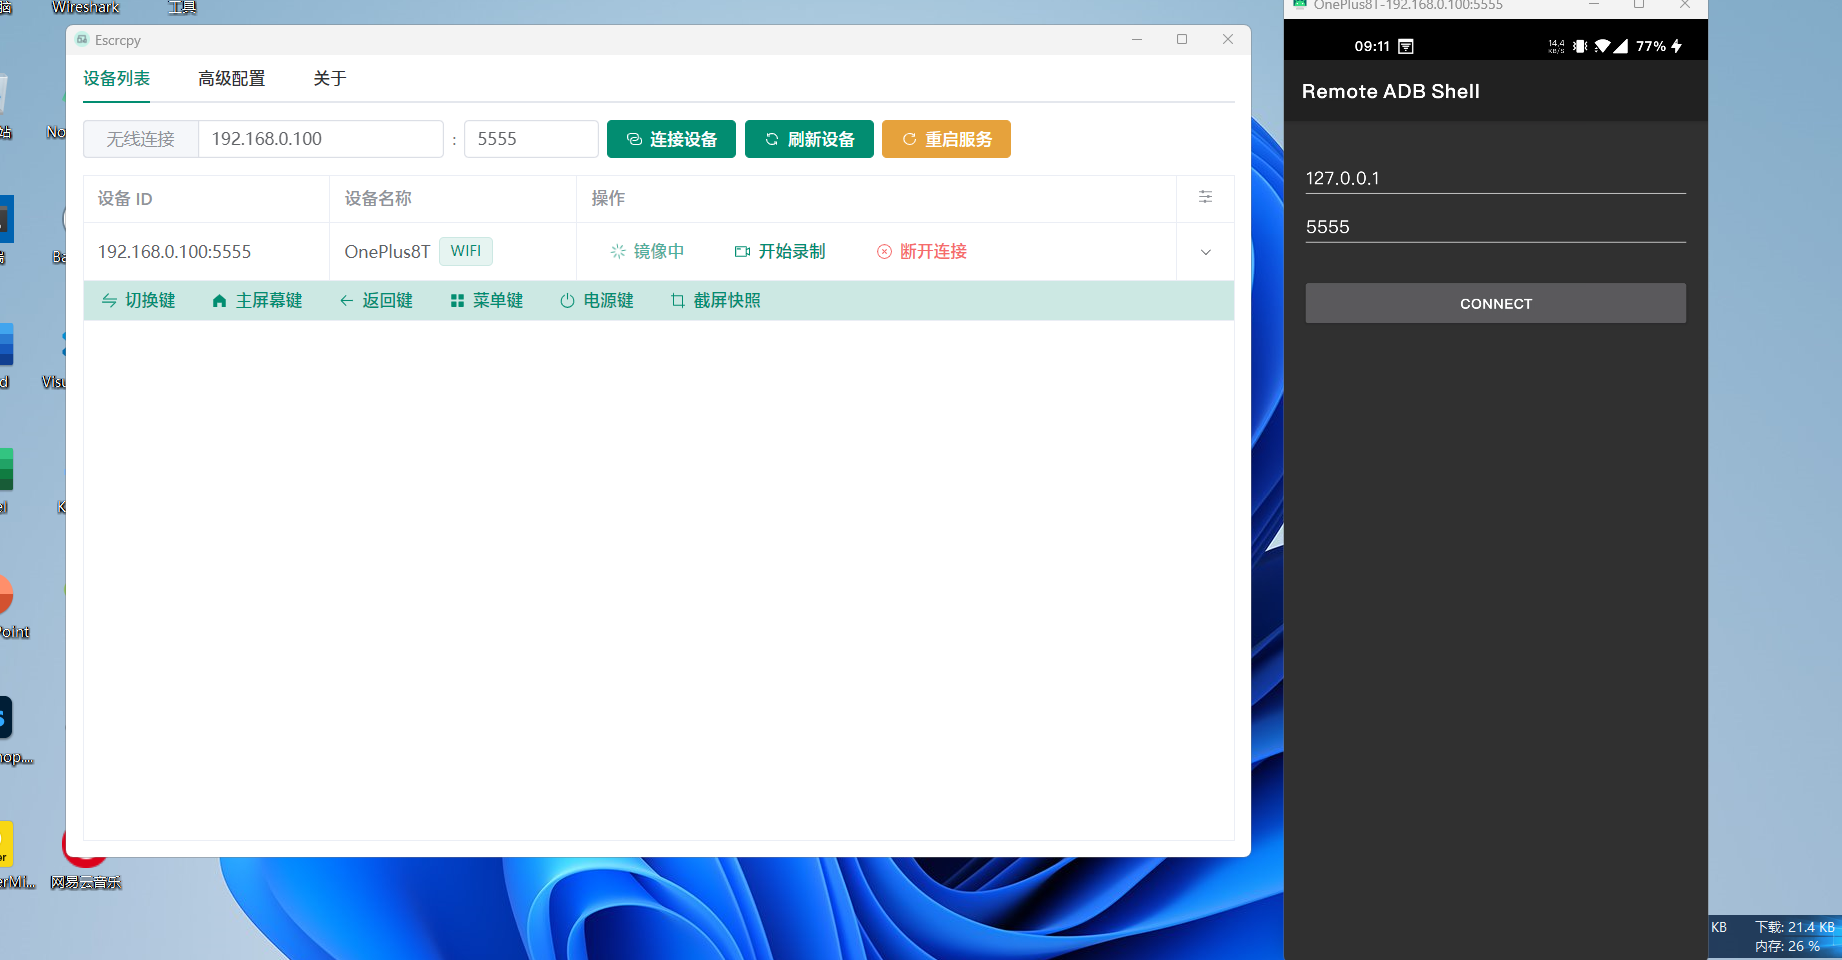 Wireshark
工具
Escrcpy
设备列表
高级配置
关于
无线连接
192.168.0.100
:
5555
连接设备
刷新设备
重启服务
设备 ID
设备名称
操作
192.168.0.100:5555
OnePlus8T
WIFI
镜像中
开始录制
断开连接
切换键
主屏幕键
返回键
菜单键
电源键
截屏快照
网易云音乐
OnePlus8T-192.168.0.100:5555
09:11
14.4
KB/S
77%
Remote ADB Shell
127.0.0.1
5555
CONNECT
KB
下载: 21.4 KB
内存: 26 %